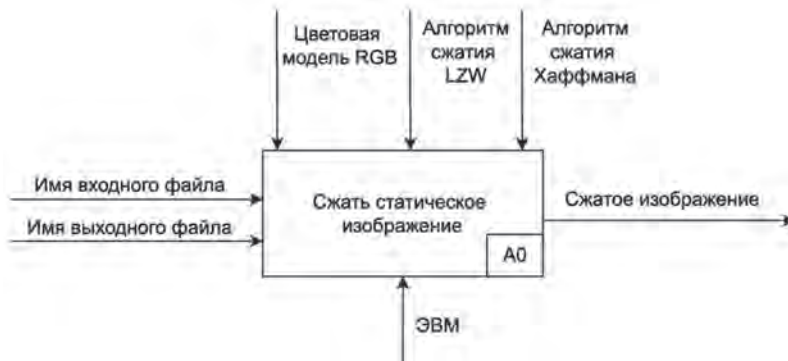 Цветовая
модель RGB
Алгоритм
сжатия
LZW
Алгоритм
сжатия
Хаффмана
Имя входного файла
Имя выходного файла
Сжать статическое
изображение
A0
Сжатое изображение
ЭВМ